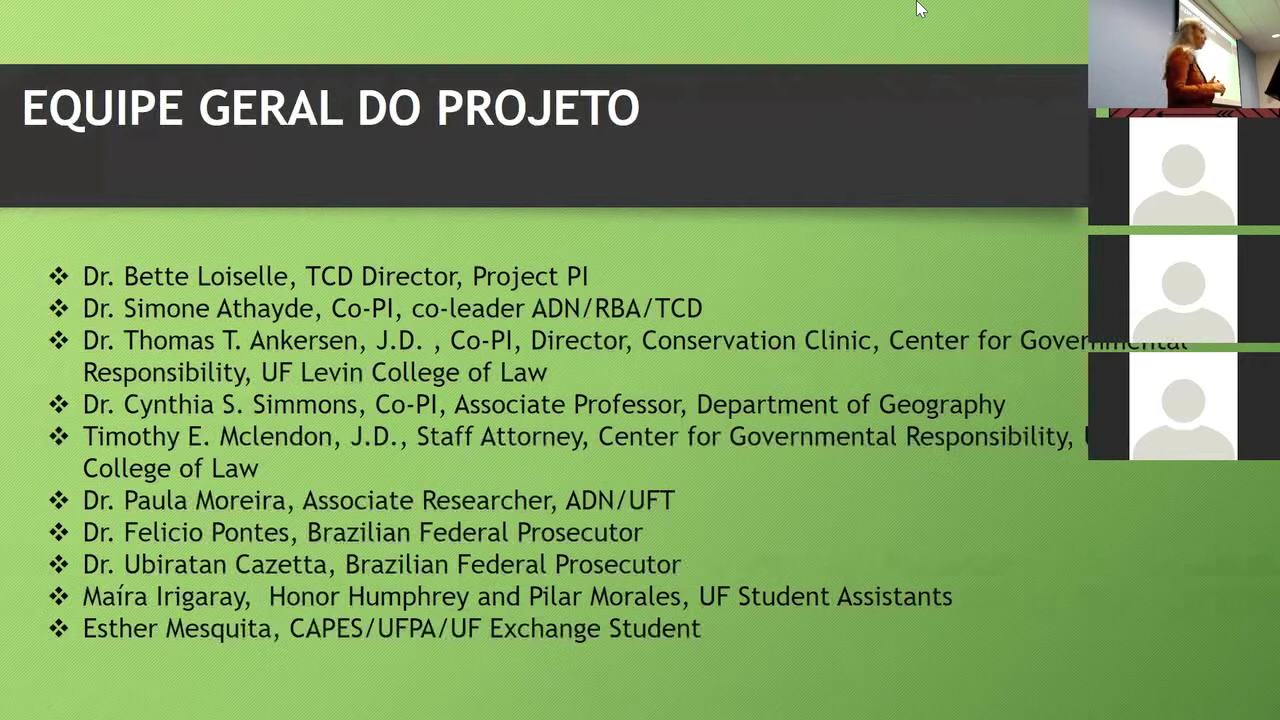 EQUIPE GERAL DO PROJETO
❖ Dr. Bette Loiselle, TCD Director, Project PI
❖ Dr. Simone Athayde, Co-PI, co-leader ADN/RBA/TCD
❖ Dr. Thomas T. Ankersen, J.D. , Co-PI, Director, Conservation Clinic, Center for Governmental
Responsibility, UF Levin College of Law
❖ Dr. Cynthia S. Simmons, Co-PI, Associate Professor, Department of Geography
❖ Timothy E. Mclendon, J.D., Staff Attorney, Center for Governmental Responsibility,
College of Law
❖ Dr. Paula Moreira, Associate Researcher, ADN/UFT
❖ Dr. Felicio Pontes, Brazilian Federal Prosecutor
❖ Dr. Ubiratan Cazetta, Brazilian Federal Prosecutor
❖ Maíra Irigaray, Honor Humphrey and Pilar Morales, UF Student Assistants
❖ Esther Mesquita, CAPES/UFPA/UF Exchange Student